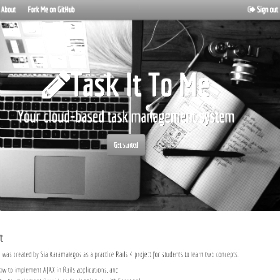 About Fork Me on GitHub Sign out
Task It To Me
Your cloud-based task management system
Get started
t
was created by Sia Karamalegos as a practice Rails 4 project for students to learn two concepts
ow to implement AJAX in Rails applications, and